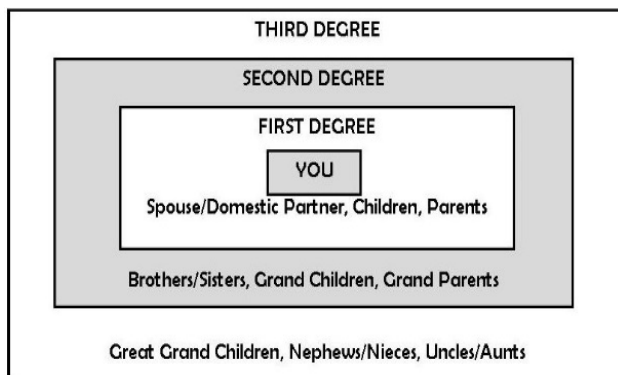 THIRD DEGREE
SECOND DEGREE
FIRST DEGREE
YOU
Spouse/Domestic Partner, Children, Parents
Brothers/Sisters, Grand Children, Grand Parents
Great Grand Children, Nephews/Nieces, Uncles/Aunts